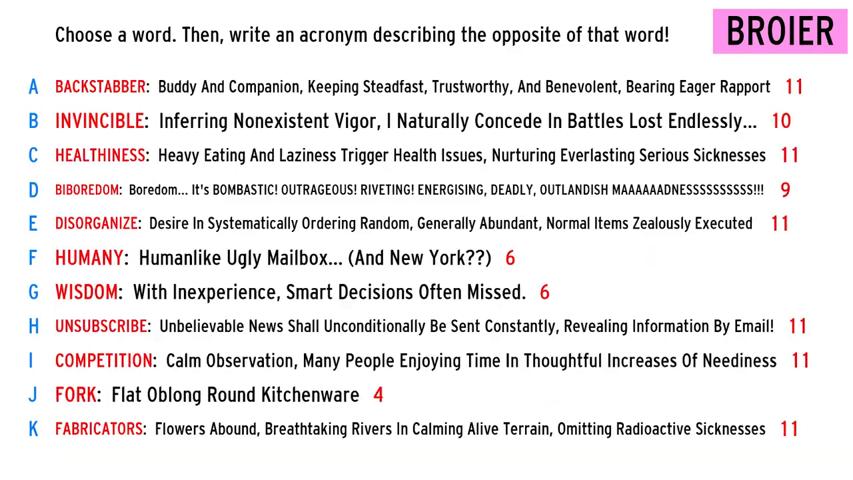 Choose a word. Then, write an acronym describing the opposite of that word!
BROIER
A BACKSTABBER: Buddy And Companion, Keeping Steadfast, Trustworthy, And Benevolent, Bearing Eager Rapport 11
B INVINCIBLE: Inferring Nonexistent Vigor, I Naturally Concede In Battles Lost Endlessly... 10
C HEALTHINESS: Heavy Eating And Laziness Trigger Health Issues, Nurturing Everlasting Serious Sicknesses 11
D BIBOREDOM: Boredom... It's BOMBASTIC! OUTRAGEOUS! RIVETING! ENERGISING, DEADLY, OUTLANDISH MAAAAAADNESSSSSSSSSS!!! 9
E DISORGANIZE: Desire In Systematically Ordering Random, Generally Abundant, Normal Items Zealously Executed 11
F HUMANY: Humanlike Ugly Mailbox... (And New York??) 6
G WISDOM: With Inexperience, Smart Decisions Often Missed. 6
H UNSUBSCRIBE: Unbelievable News Shall Unconditionally Be Sent Constantly, Revealing Information By Email! 11
I COMPETITION: Calm Observation, Many People Enjoying Time In Thoughtful Increases Of Neediness 11
J FORK: Flat Oblong Round Kitchenware 4
K FABRICATORS: Flowers Abound, Breathtaking Rivers In Calming Alive Terrain, Omitting Radioactive Sicknesses 11